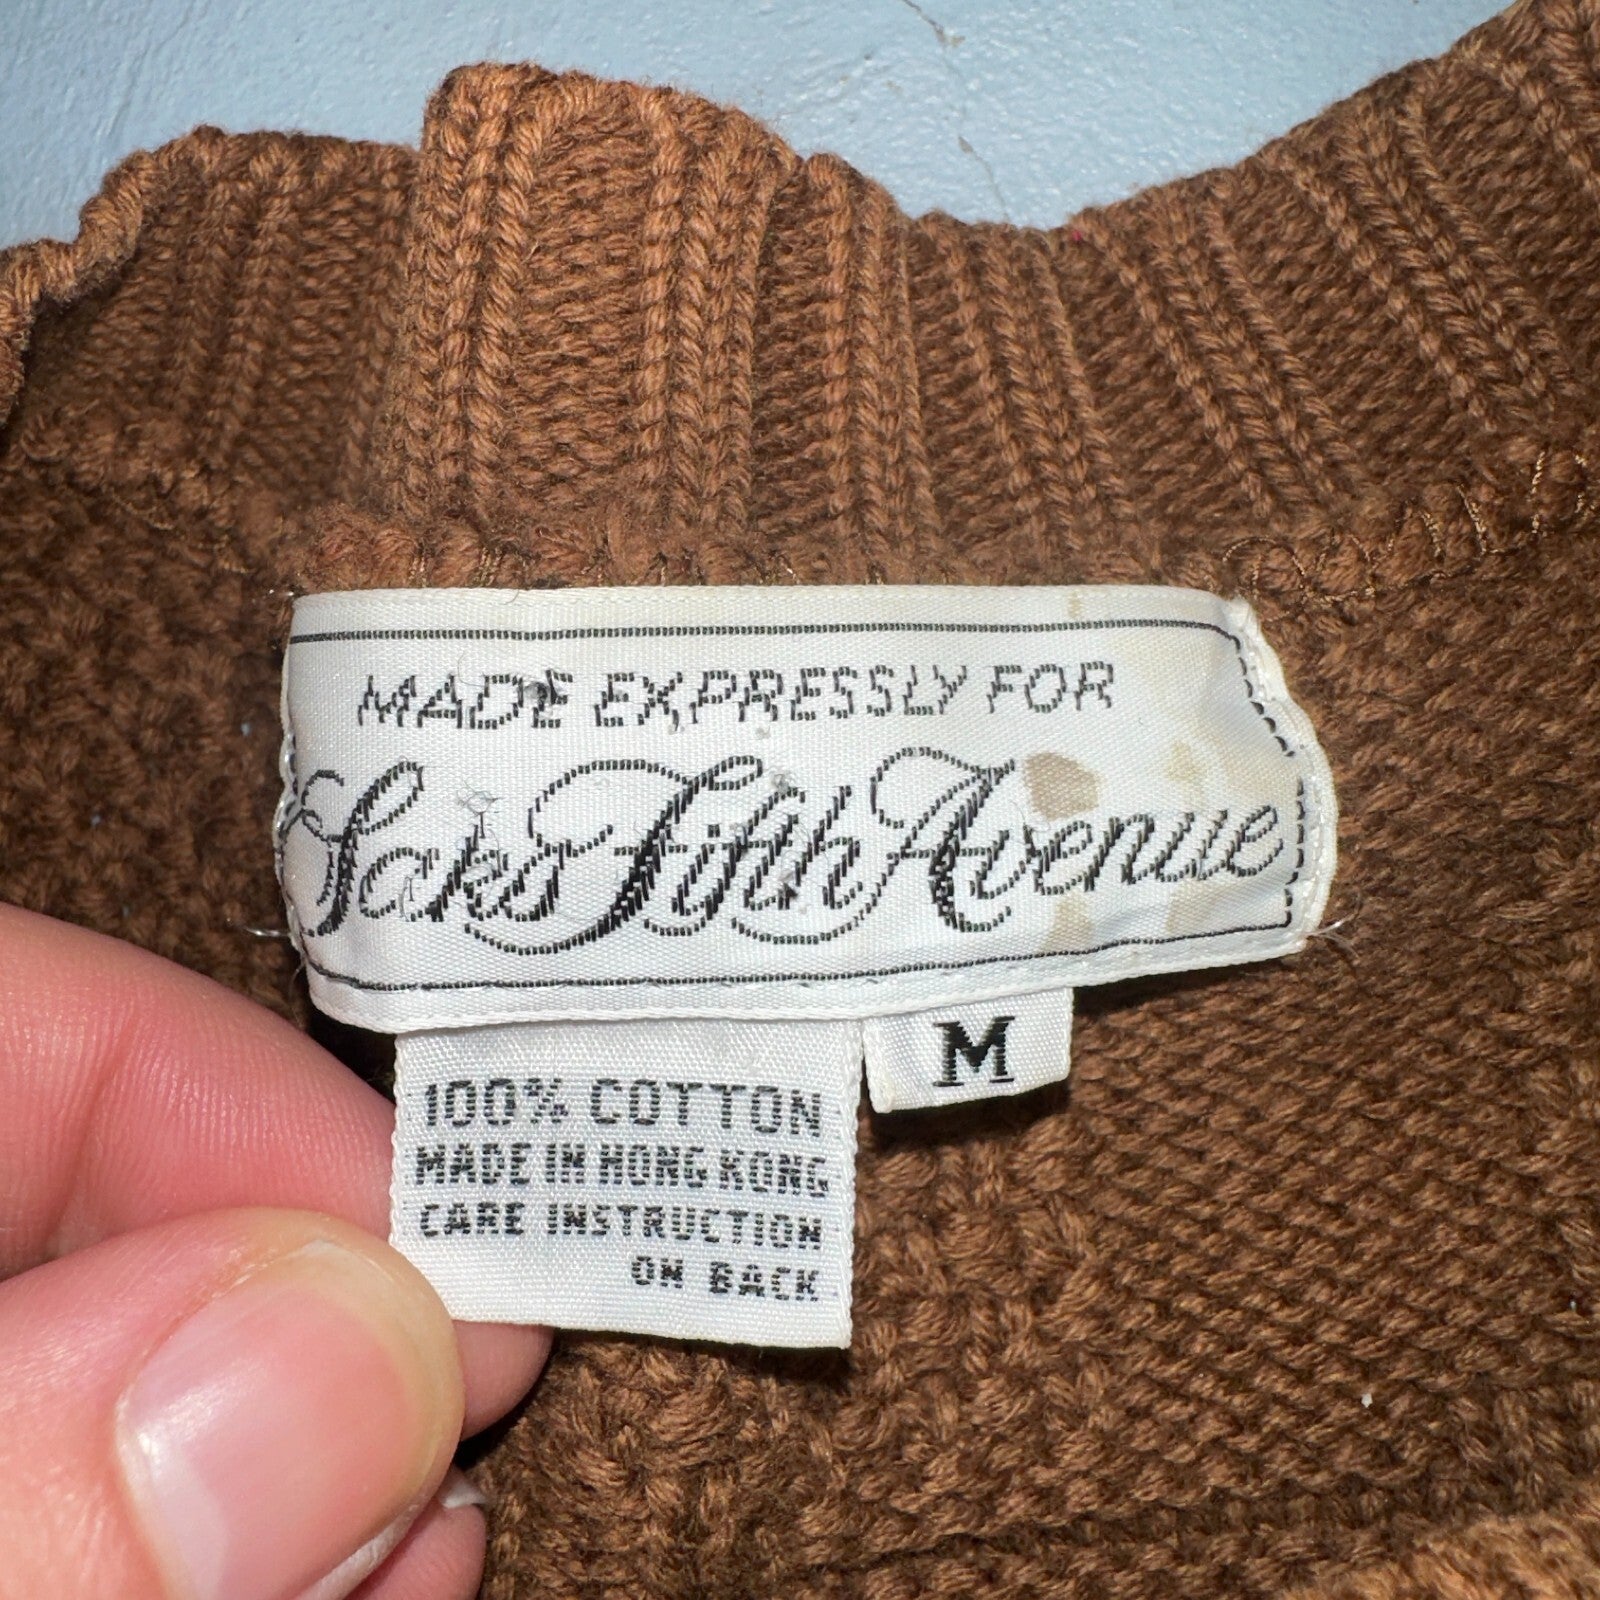 MADE EXPRESSLY FOR
Saks Fifth Avenue
M
100% COTTON
MADE IN HONG KONG
CARE INSTRUCTION
ON BACK